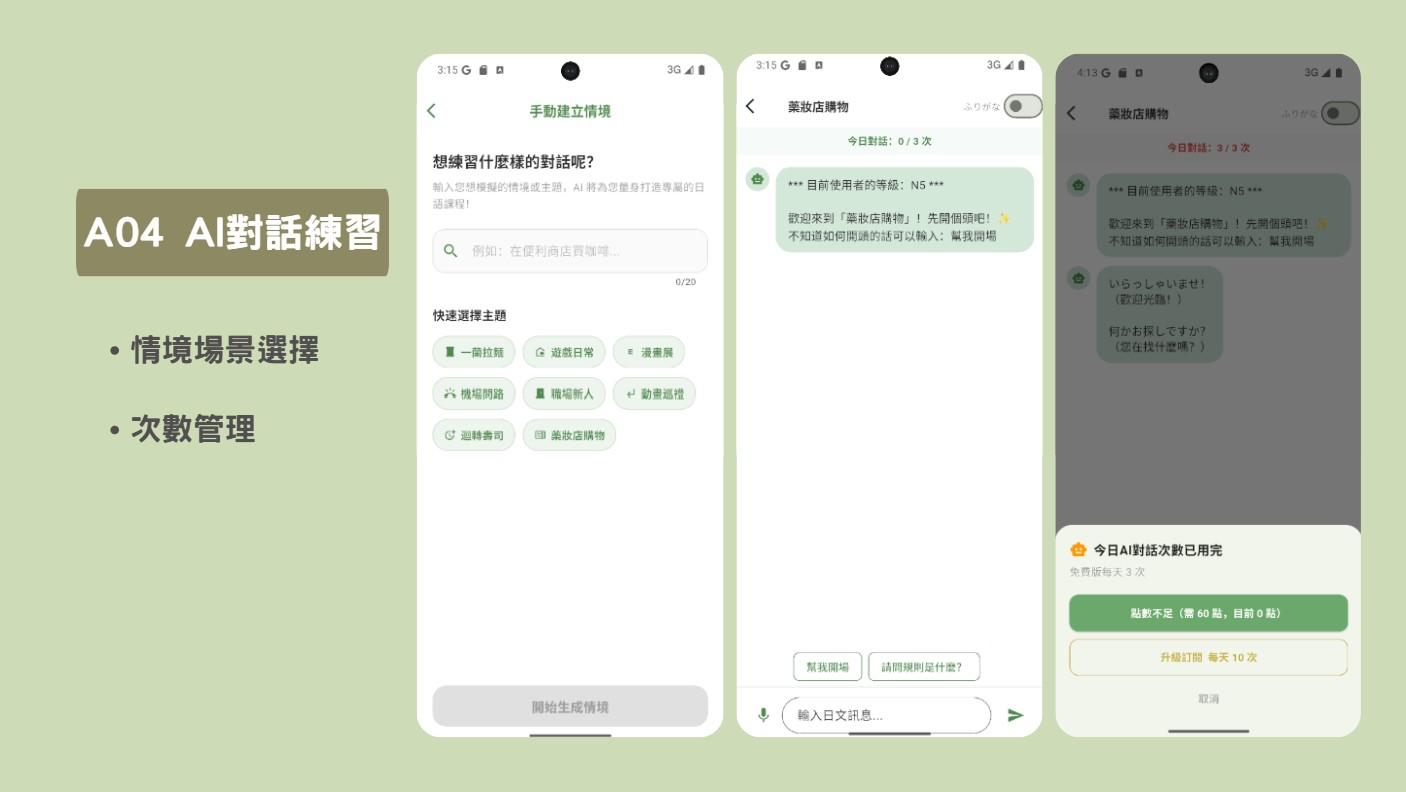 A04 AI對話練習
• 情境場景選擇
• 次數管理
3:15
3G
手動建立情境
想練習什麼樣的對話呢?
輸入您想模擬的情境或主題，AI 將為您量身打造專屬的日
語課程!
例如：在便利商店買咖啡...
0/20
快速選擇主題
一蘭拉麵
遊戲日常
漫畫展
機場問路
職場新人
動畫巡禮
迴轉壽司
藥妝店購物
開始生成情境
3:15
3G
藥妝店購物
ふりがな
今日對話：0 / 3 次
*** 目前使用者的等級：N5 ***
歡迎來到「藥妝店購物」！先開個頭吧！✨
不知道如何開頭的話可以輸入：幫我開場
幫我開場
請問規則是什麼?
輸入日文訊息...
4:13
3G
藥妝店購物
ふりがな
今日對話：3 / 3 次
*** 目前使用者的等級：N5 ***
歡迎來到「藥妝店購物」！先開個頭吧！✨
不知道如何開頭的話可以輸入：幫我開場
いらっしゃいませ!
（歡迎光臨！）
何かお探しですか?
（您在找什麼嗎？）
今日AI對話次數已用完
免費版每天 3 次
點數不足（需 60 點，目前 0 點）
升級訂閱 每天 10 次
取消